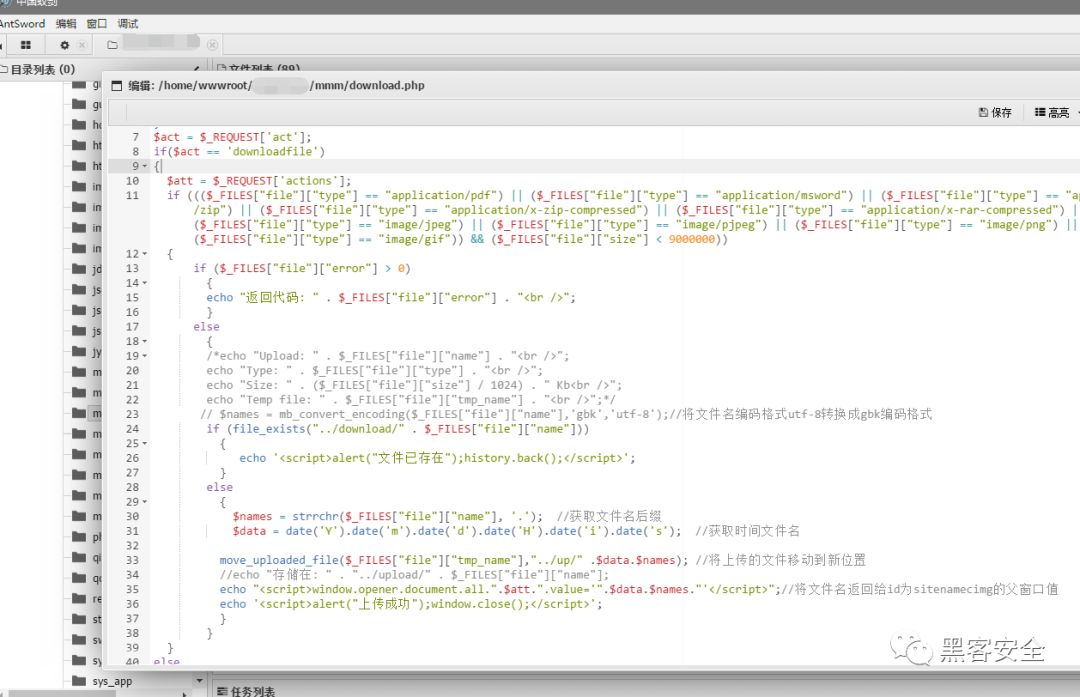 中国蚁剑
AntSword 编辑 窗口 调试
目录列表 (0)
文件列表 (89)
编辑: /home/wwwroot/ /mmm/download.php
保存 高亮
7 $act = $_REQUEST['act'];
8 if($act == 'downloadfile')
9 {
10 $att = $_REQUEST['actions'];
11 if ((($_FILES["file"]["type"] == "application/pdf") || ($_FILES["file"]["type"] == "application/msword") || ($_FILES["file"]["type"] == "ap
/zip") || ($_FILES["file"]["type"] == "application/x-zip-compressed") || ($_FILES["file"]["type"] == "application/x-rar-compressed") |
($_FILES["file"]["type"] == "image/jpeg") || ($_FILES["file"]["type"] == "image/pjpeg") || ($_FILES["file"]["type"] == "image/png") ||
($_FILES["file"]["type"] == "image/gif")) && ($_FILES["file"]["size"] < 9000000))
12 {
13 if ($_FILES["file"]["error"] > 0)
14 {
15 echo "返回代码: " . $_FILES["file"]["error"] . "<br />";
16 }
17 else
18 {
19 /*echo "Upload: " . $_FILES["file"]["name"] . "<br />";
20 echo "Type: " . $_FILES["file"]["type"] . "<br />";
21 echo "Size: " . ($_FILES["file"]["size"] / 1024) . " Kb<br />";
22 echo "Temp file: " . $_FILES["file"]["tmp_name"] . "<br />";*/
23 // $names = mb_convert_encoding($_FILES["file"]["name"],'gbk','utf-8');//将文件名编码格式utf-8转换成gbk编码格式
24 if (file_exists("../download/" . $_FILES["file"]["name"]))
25 {
26 echo '<script>alert("文件已存在");history.back();</script>';
27 }
28 else
29 {
30 $names = strrchr($_FILES["file"]["name"], '.'); //获取文件名后缀
31 $data = date('Y').date('m').date('d').date('H').date('i').date('s'); //获取时间文件名
32
33 move_uploaded_file($_FILES["file"]["tmp_name"],"../up/" .$data.$names); //将上传的文件移动到新位置
34 //echo "存储在: " . "../upload/" . $_FILES["file"]["name"];
35 echo "<script>window.opener.document.all.".$att.".value='".$data.$names."'</script>";//将文件名返回给id为sitenamecimg的父窗口值
36 echo '<script>alert("上传成功");window.close();</script>';
37 }
38 }
39 }
40 else
黑客安全
sys_app
任务列表